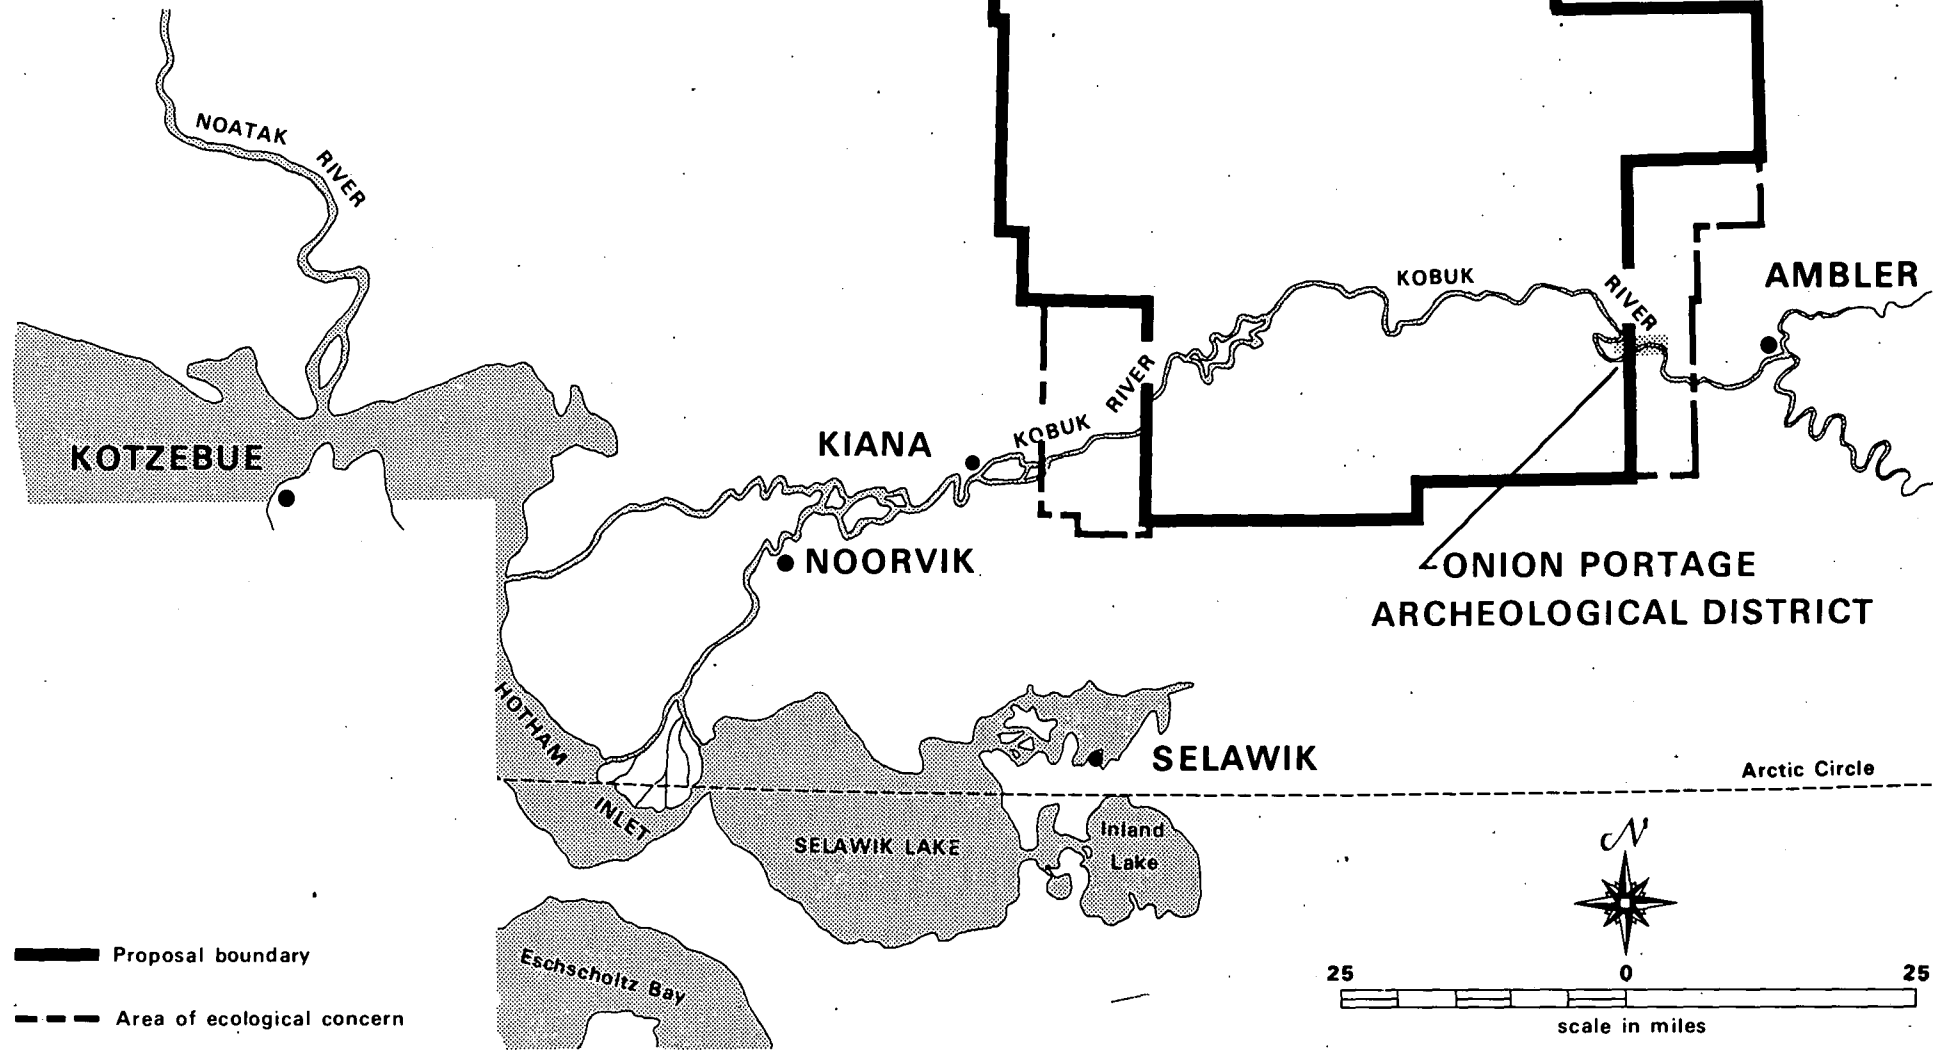 NOATAK
RIVER
KOBUK
RIVER
AMBLER
RIVER
KOBUK
KIANA
KOTZEBUE
NOORVIK
ONION PORTAGE
ARCHEOLOGICAL DISTRICT
HOTHAM
INLET
SELAWIK
Arctic Circle
SELAWIK LAKE
Inland
Lake
N
Eschscholtz Bay
Proposal boundary
Area of ecological concern
25 0 25
scale in miles